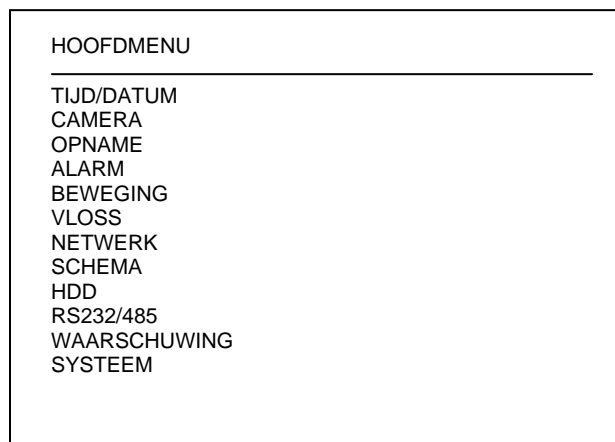 HOOFDMENU
TIJD/DATUM
CAMERA
OPNAME
ALARM
BEWEGING
VLOSS
NETWERK
SCHEMA
HDD
RS232/485
WAARSCHUWING
SYSTEEM